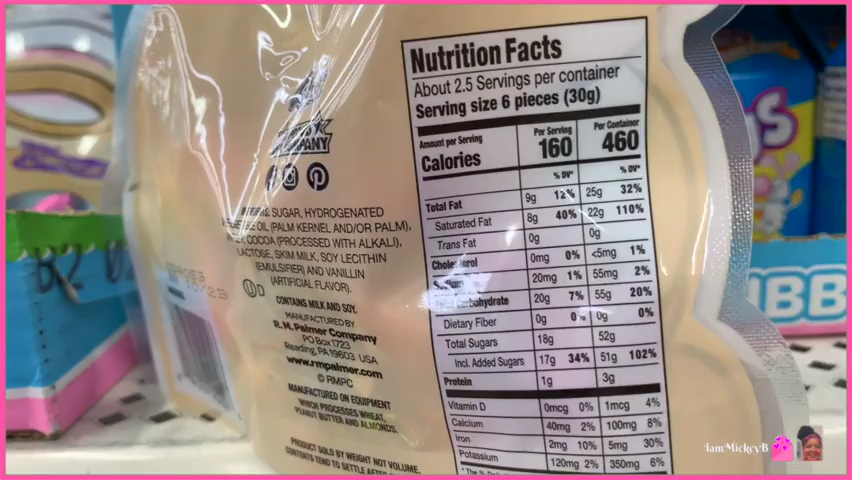 Nutrition Facts
About 2.5 Servings per container
Serving size 6 pieces (30g)
Amount per Serving Per Serving Per Container
Calories 160 460
% DV* % DV*
Total Fat 9g 12% 25g 32%
Saturated Fat 8g 40% 22g 110%
Trans Fat 0g 0g
Cholesterol 0mg 0% <5mg 1%
20mg 1% 55mg 2%
Carbohydrate 20g 7% 55g 20%
Dietary Fiber 0g 0% 0g 0%
Total Sugars 18g 52g
Incl. Added Sugars 17g 34% 51g 102%
Protein 1g 3g
Vitamin D 0mcg 0% 1mcg 4%
Calcium 40mg 2% 100mg 8%
Iron 2mg 10% 5mg 30%
Potassium 120mg 2% 350mg 6%
SUGAR, HYDROGENATED
OIL (PALM KERNEL AND/OR PALM),
COCOA (PROCESSED WITH ALKALI),
LACTOSE, SKIM MILK, SOY LECITHIN
(EMULSIFIER) AND VANILLIN
(ARTIFICIAL FLAVOR).
U D
CONTAINS MILK AND SOY.
MANUFACTURED BY
R. M. Palmer Company
PO Box 1723
Reading, PA 19603 USA
www.rmpalmer.com
© RMPC
MANUFACTURED ON EQUIPMENT
WHICH PROCESSES WHEAT,
PEANUT BUTTER AND ALMONDS.
PRODUCT SOLD BY WEIGHT NOT VOLUME.
CONTENTS TEND TO SETTLE AFTER
10/23
IBB
IamMickeyB